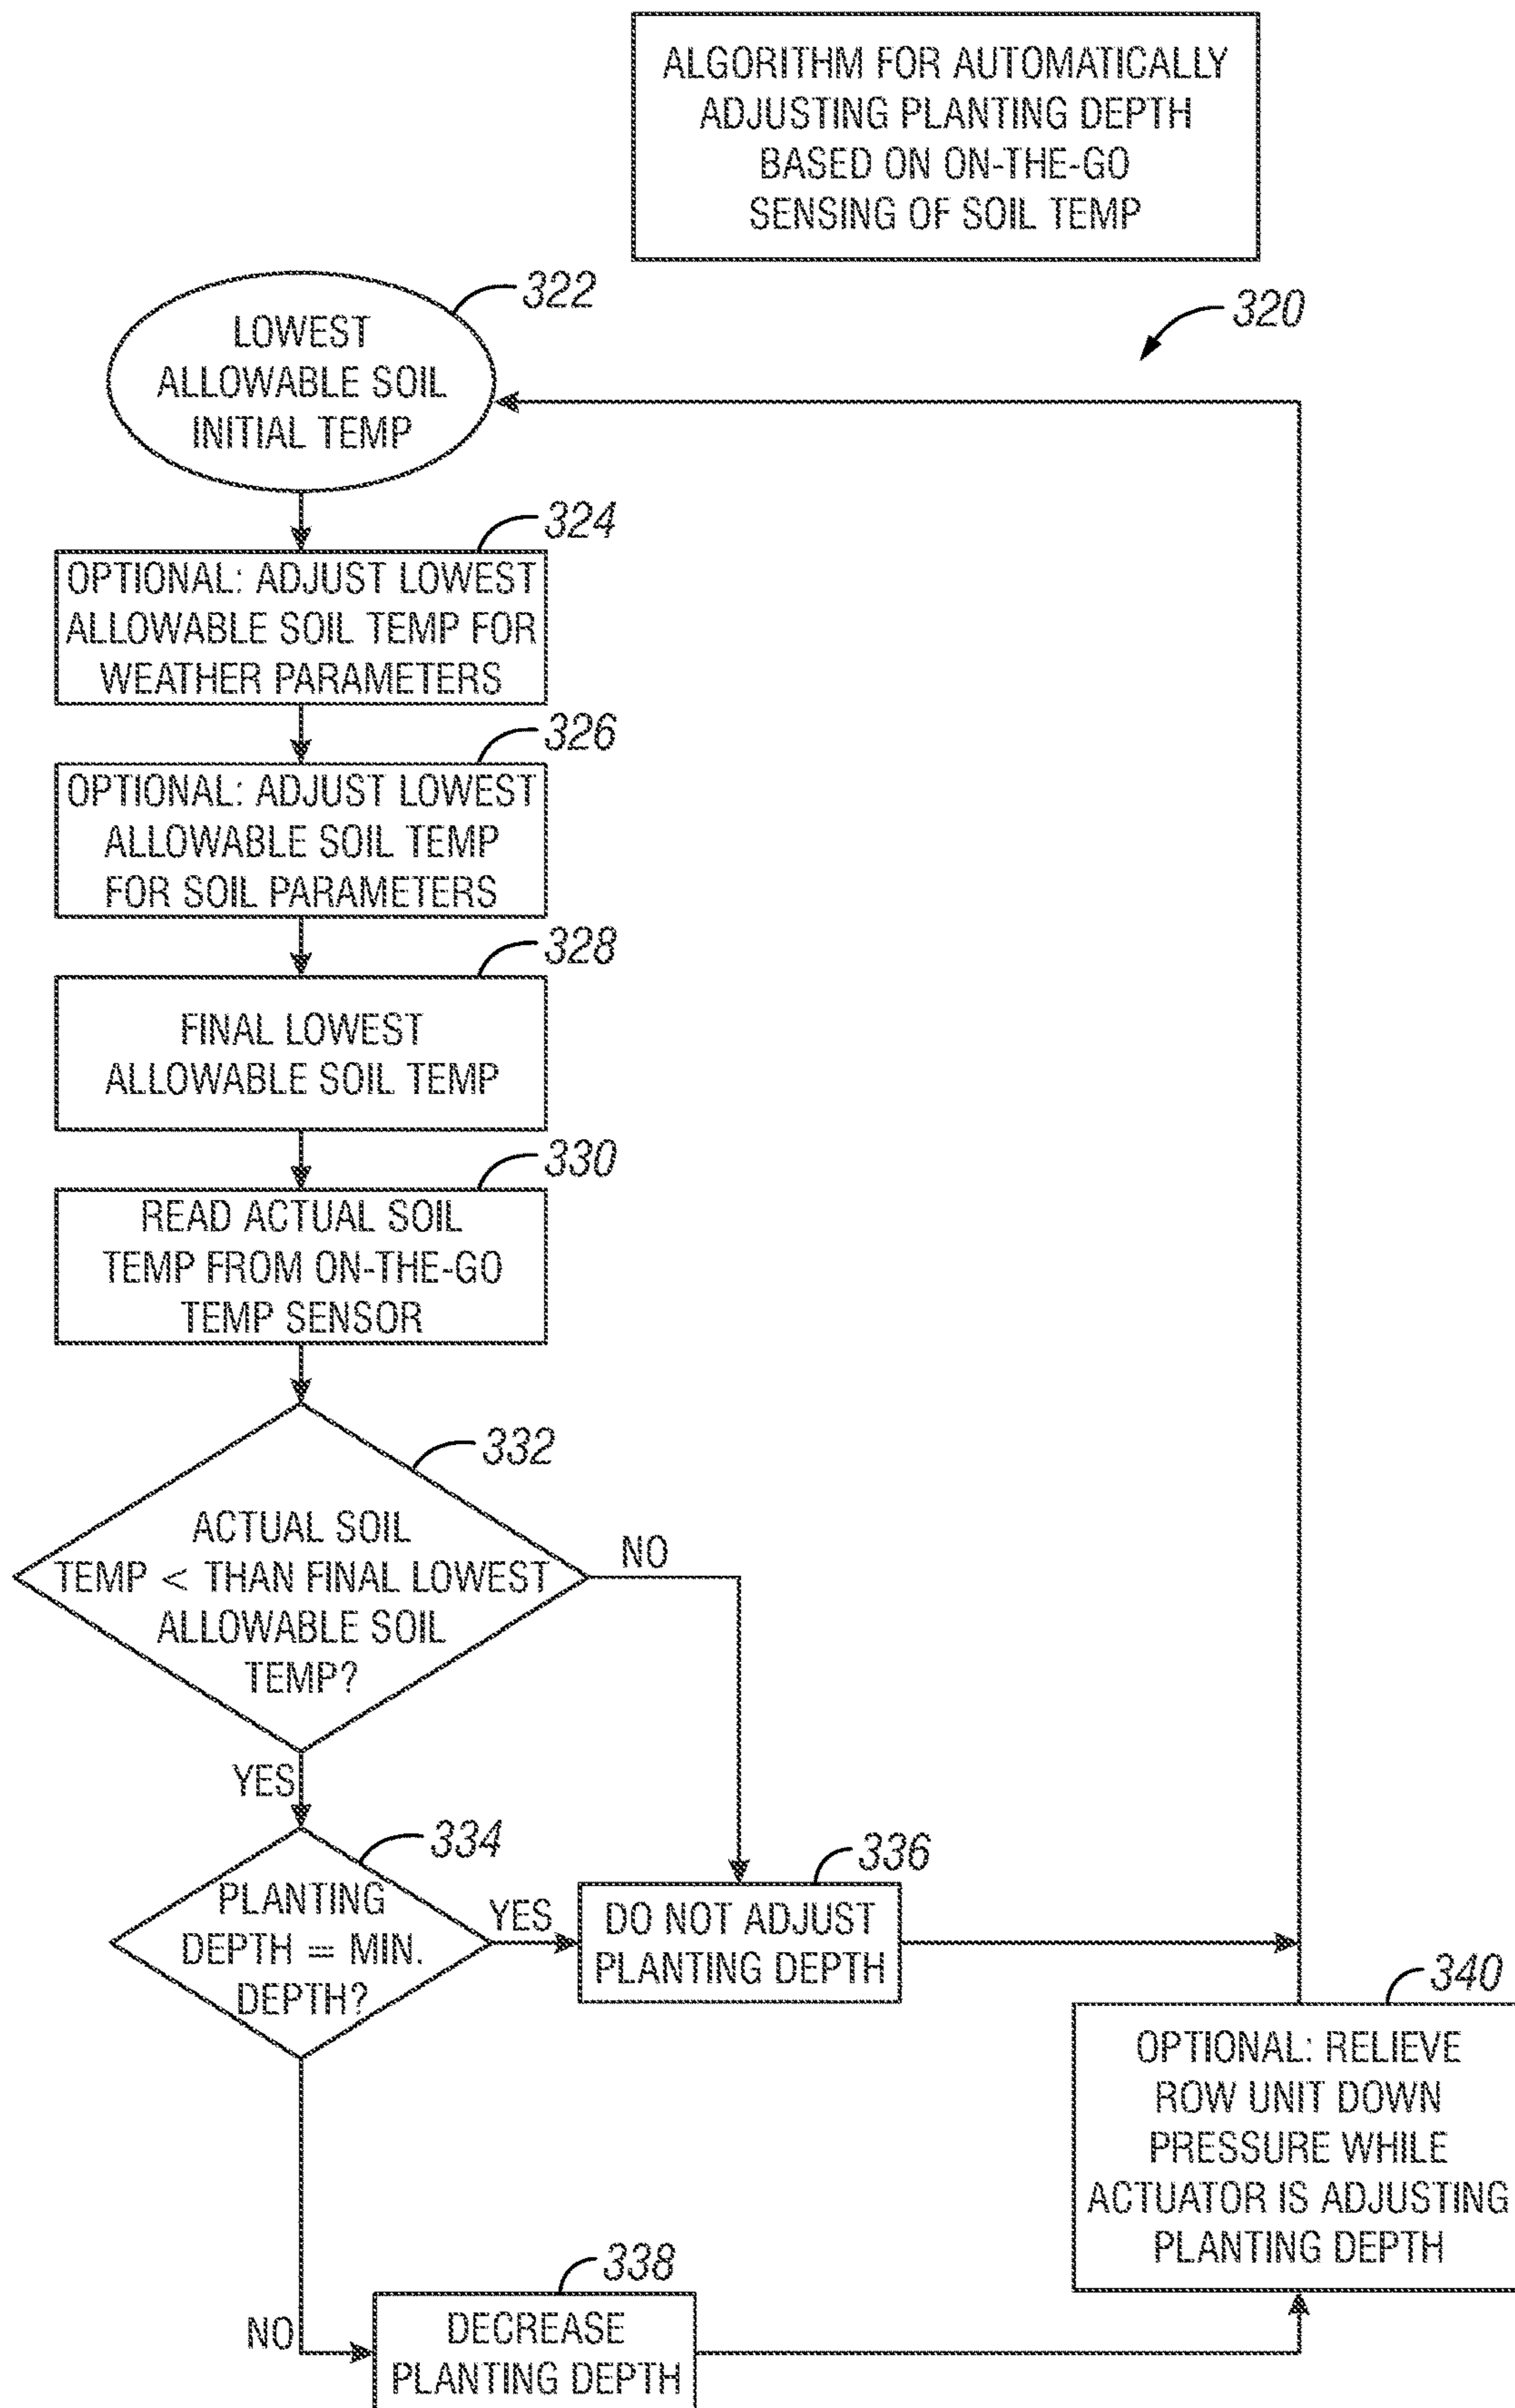 ALGORITHM FOR AUTOMATICALLY
ADJUSTING PLANTING DEPTH
BASED ON ON-THE-GO
SENSING OF SOIL TEMP
320
322
LOWEST
ALLOWABLE SOIL
INITIAL TEMP
324
OPTIONAL: ADJUST LOWEST
ALLOWABLE SOIL TEMP FOR
WEATHER PARAMETERS
326
OPTIONAL: ADJUST LOWEST
ALLOWABLE SOIL TEMP
FOR SOIL PARAMETERS
328
FINAL LOWEST
ALLOWABLE SOIL TEMP
330
READ ACTUAL SOIL
TEMP FROM ON-THE-GO
TEMP SENSOR
332
ACTUAL SOIL
TEMP < THAN FINAL LOWEST
ALLOWABLE SOIL
TEMP?
NO
YES
334
PLANTING
DEPTH = MIN.
DEPTH?
YES
336
DO NOT ADJUST
PLANTING DEPTH
340
OPTIONAL: RELIEVE
ROW UNIT DOWN
PRESSURE WHILE
ACTUATOR IS ADJUSTING
PLANTING DEPTH
NO
338
DECREASE
PLANTING DEPTH